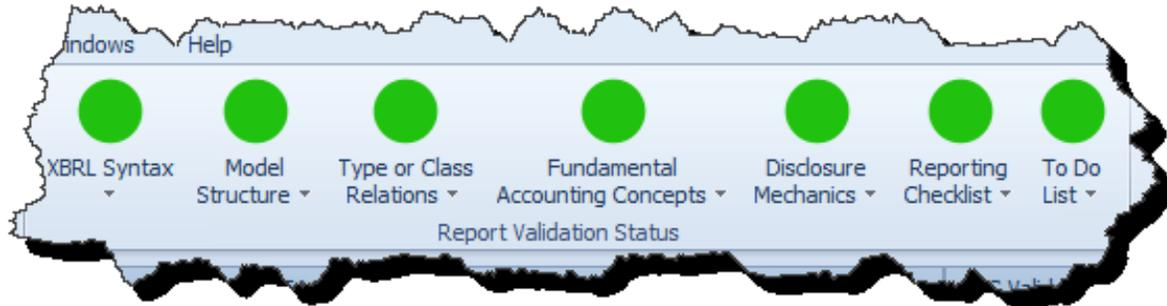 indows Help
XBRL Syntax Model Structure Type or Class Relations Fundamental Accounting Concepts Disclosure Mechanics Reporting Checklist To Do List
Report Validation Status